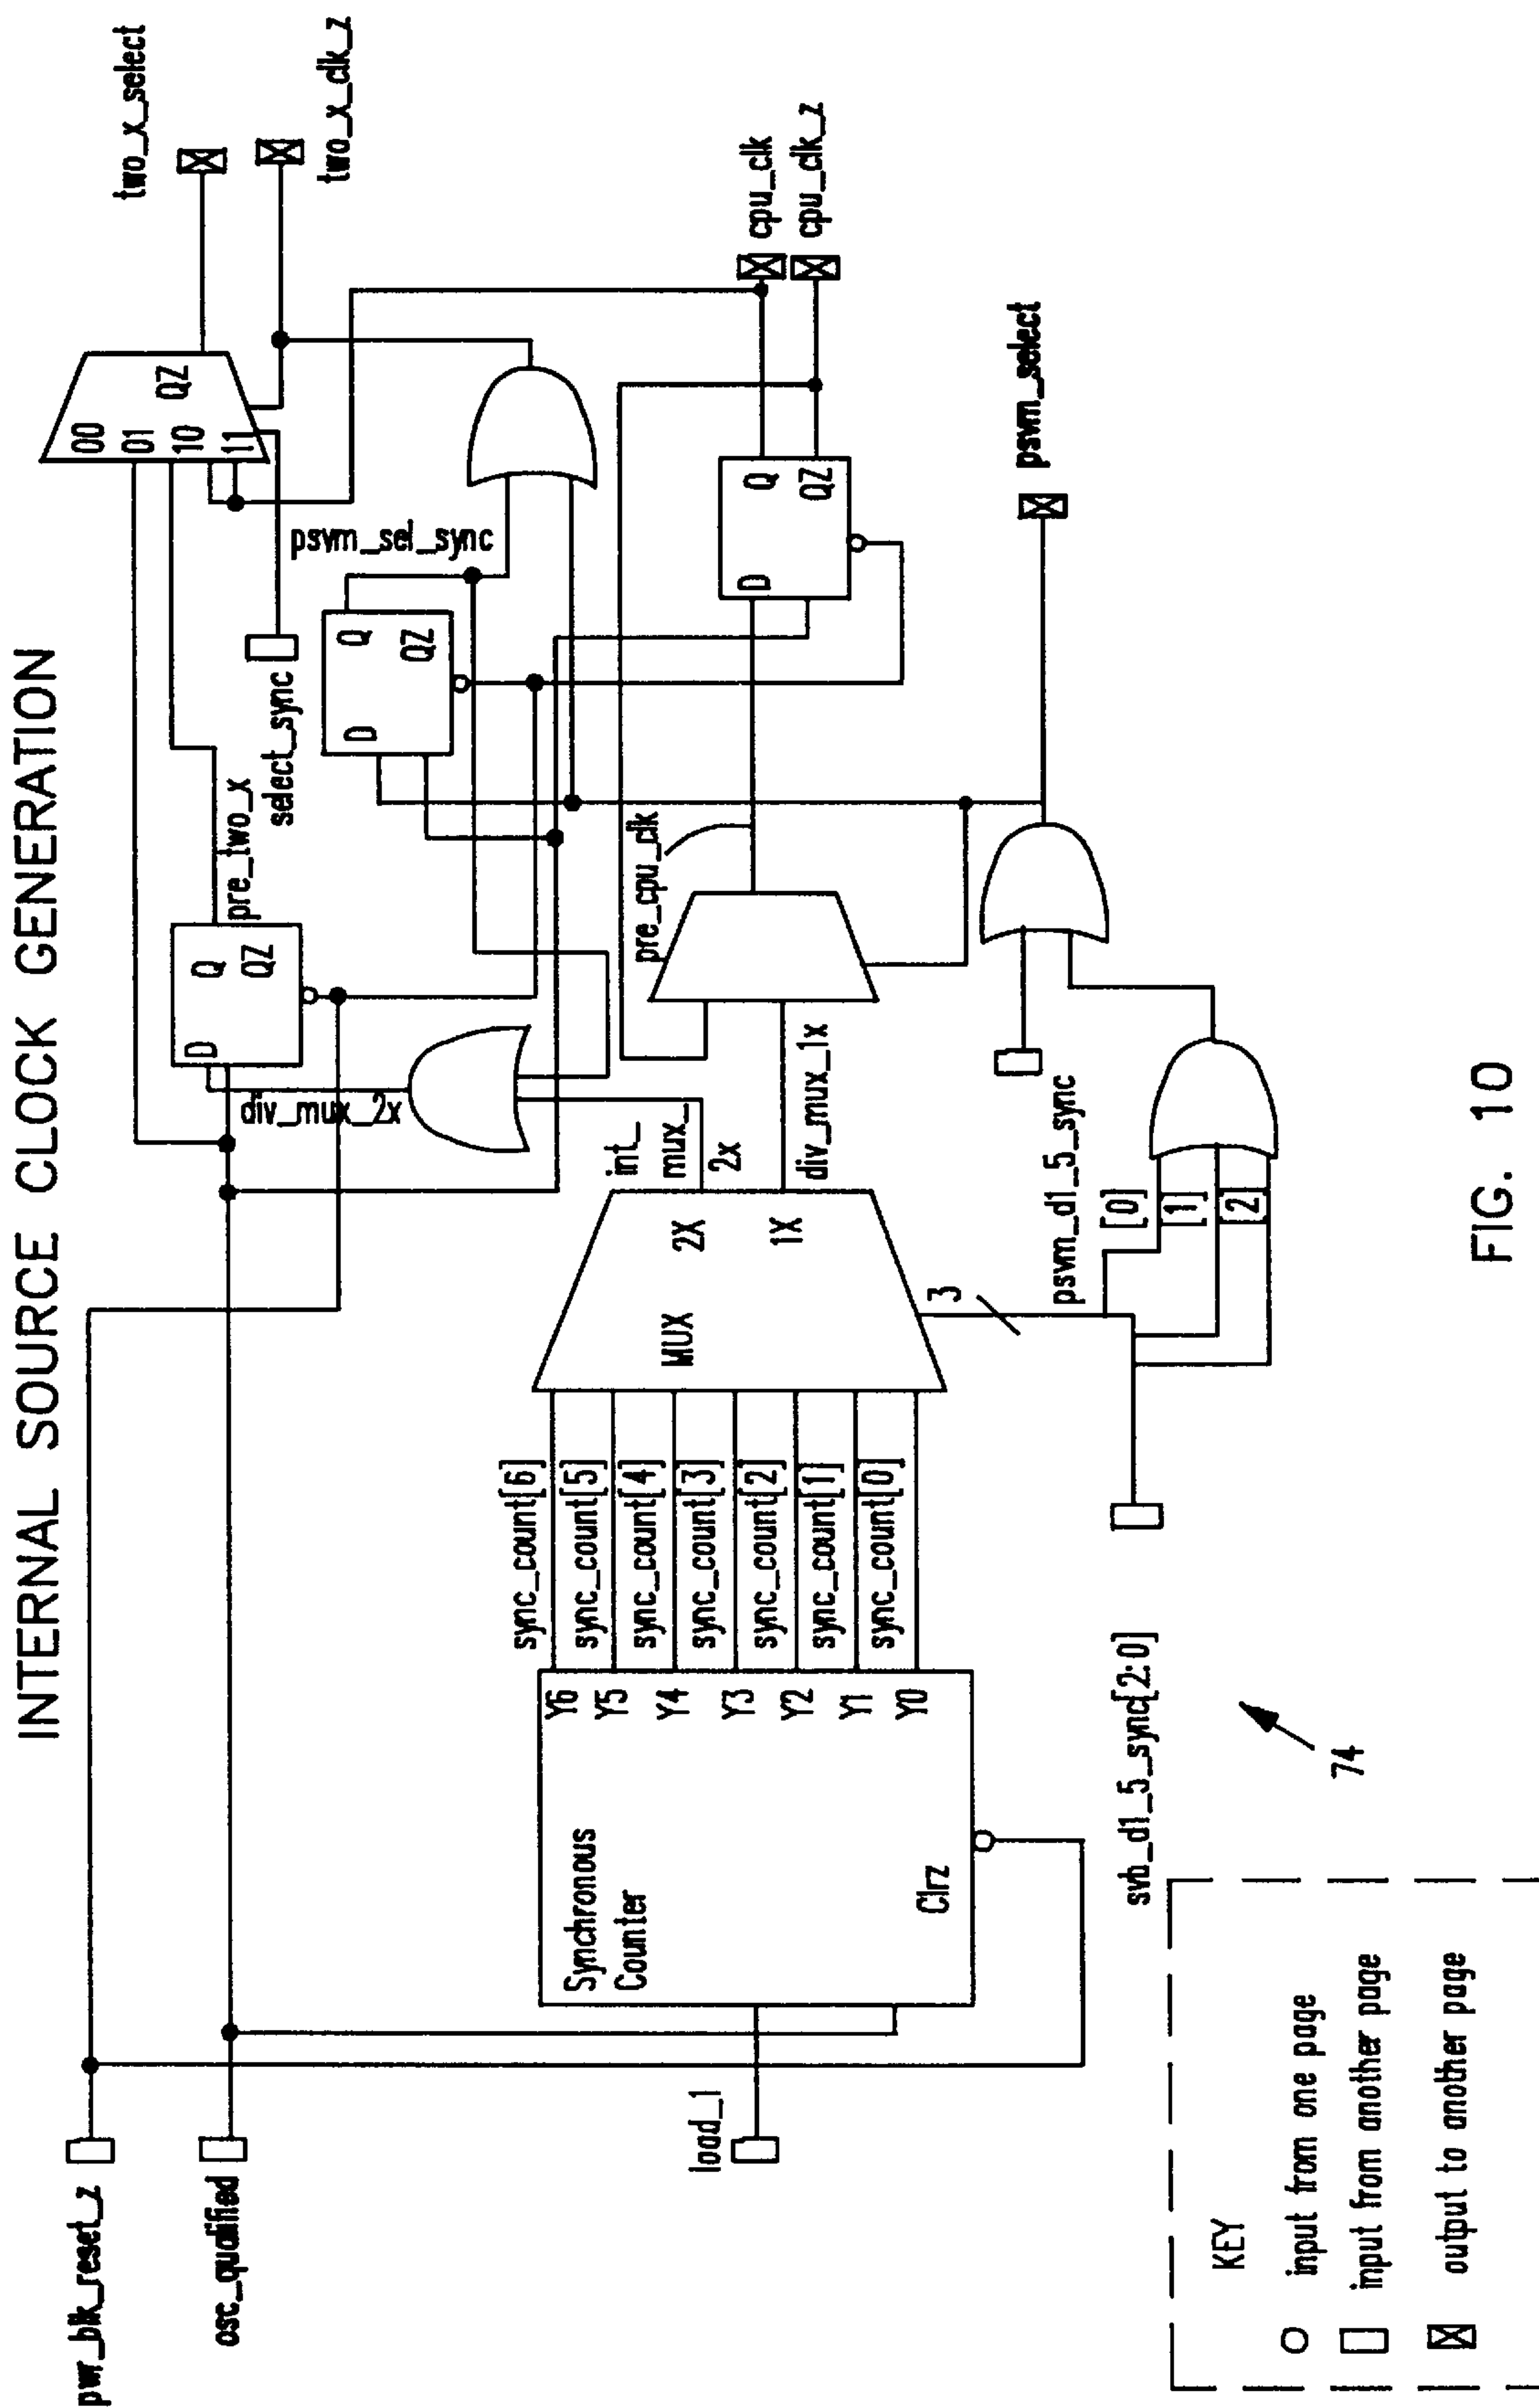 INTERNAL SOURCE CLOCK GENERATION
pwr_blk_reset_z
osc_qualified
load_1
Synchronous
Counter
Clrz
Y6
Y5
Y4
Y3
Y2
Y1
Y0
sync_count[6]
sync_count[5]
sync_count[4]
sync_count[3]
sync_count[2]
sync_count[1]
sync_count[0]
MUX
2X
1X
3
int_
mux_
2x
div_mux_1x
div_mux_2x
D
Q
QZ
pre_two_x
select_sync
D
Q
QZ
psvm_sel_sync
00
01
10
11
QZ
two_x_select
two_x_clk_z
pre_cpu_clk
D
Q
QZ
cpu_clk
cpu_clk_z
psvm_select
psvm_d1_5_sync
[0]
[1]
[2]
svb_d1_5_sync[2:0]
74
KEY
input from one page
input from another page
output to another page
FIG. 10